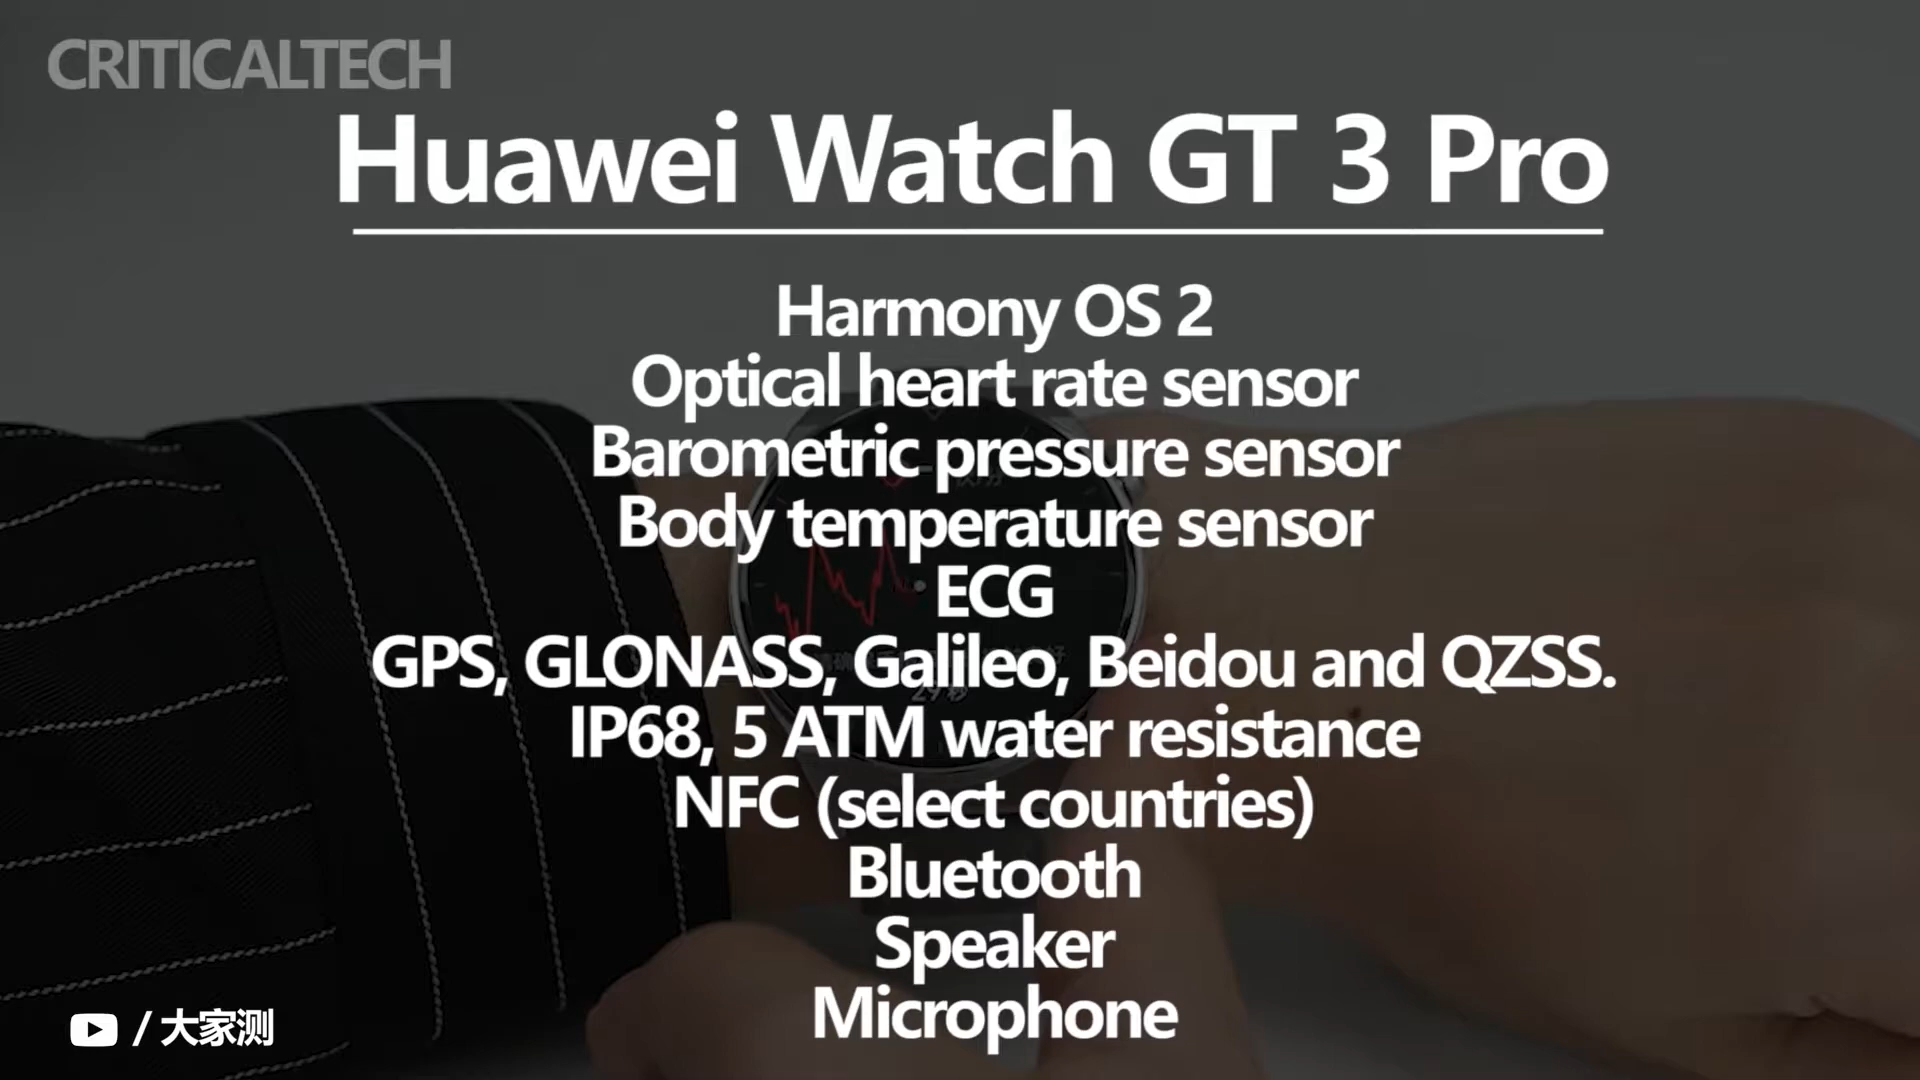 CRITICALTECH
Huawei Watch GT 3 Pro
Harmony OS 2
Optical heart rate sensor
Barometric pressure sensor
Body temperature sensor
ECG
GPS, GLONASS, Galileo, Beidou and QZSS.
IP68, 5 ATM water resistance
NFC (select countries)
Bluetooth
Speaker
Microphone
/ 大家测